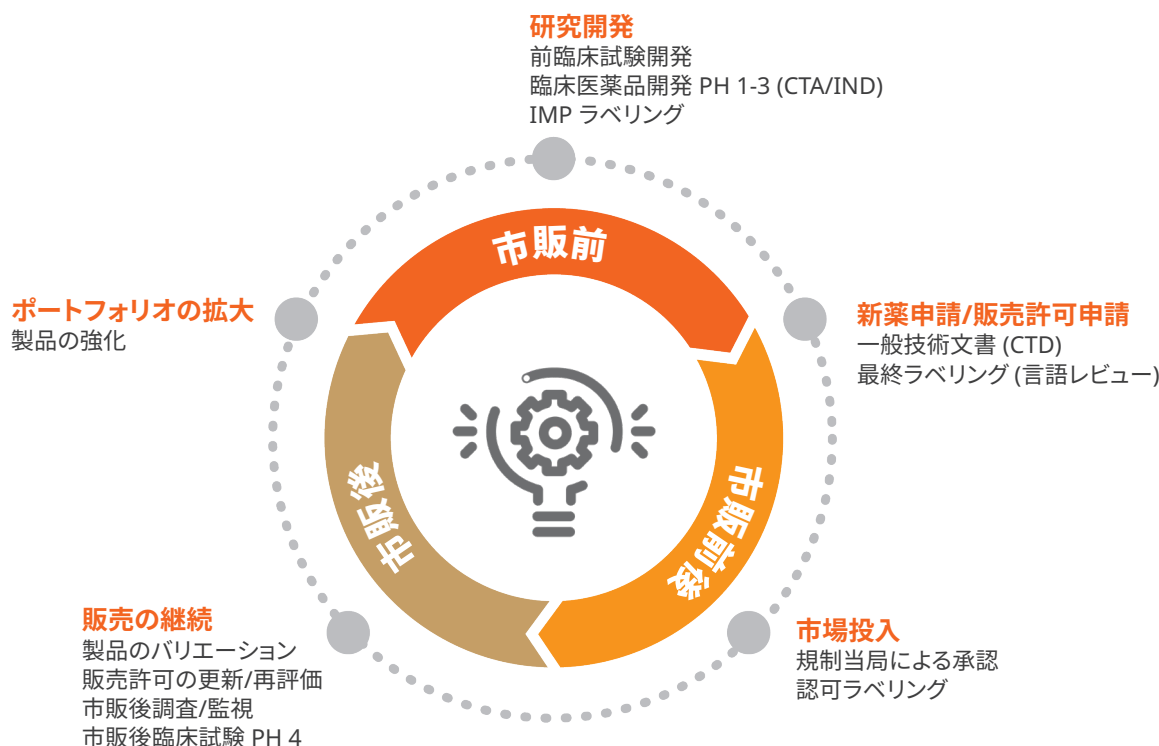 研究開発
前臨床試験開発
臨床医薬品開発 PH 1-3 (CTA/IND)
IMP ラベリング
市販前
ポートフォリオの拡大
製品の強化
新薬申請/販売許可申請
一般技術文書 (CTD)
最終ラベリング (言語レビュー)
市販後
市販前後
販売の継続
製品のバリエーション
販売許可の更新/再評価
市販後調査/監視
市販後臨床試験 PH 4
市場投入
規制当局による承認
認可ラベリング